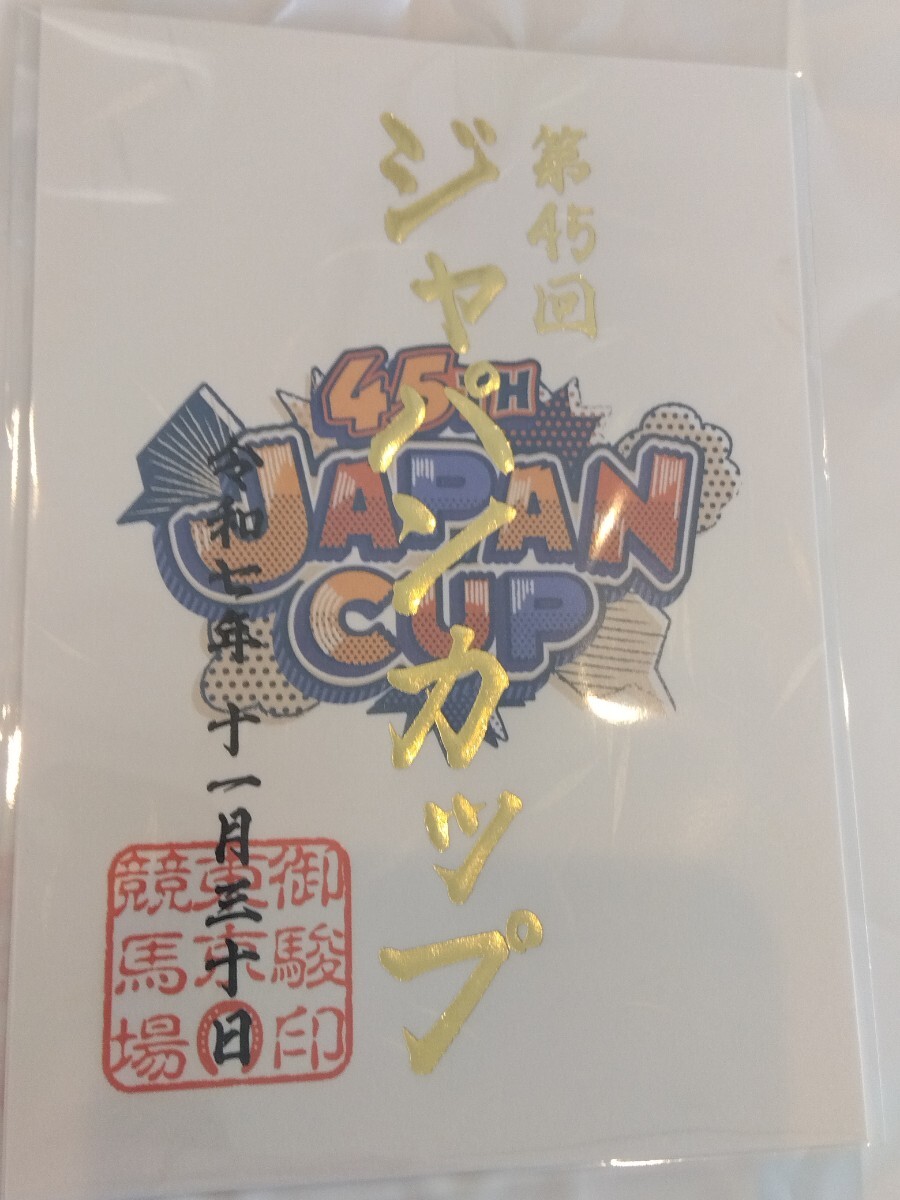 第45回
ジャパンカップ
45TH
JAPAN
CUP
令和七年 十一月三十日
御駿印
東京
競馬場